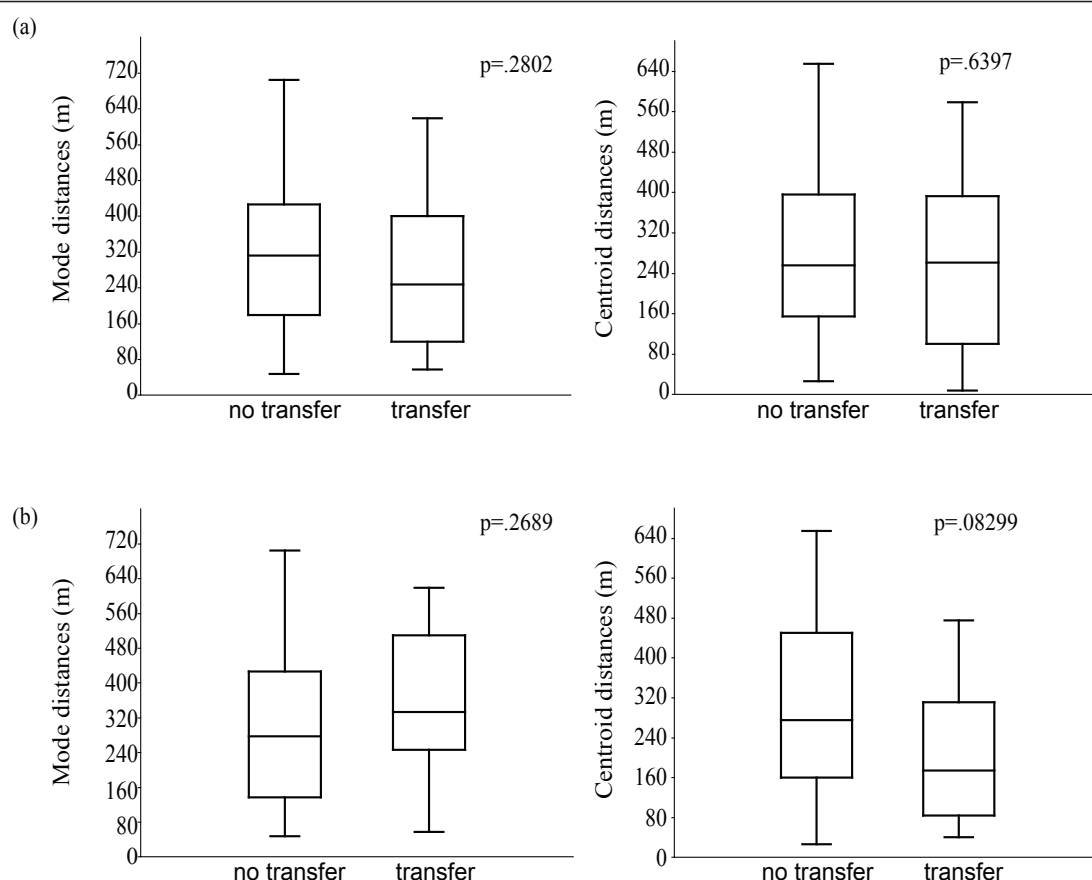 (a)
Mode distances (m)
720
640
560
480
400
320
240
160
80
0
p=.2802
no transfer transfer
Centroid distances (m)
640
560
480
400
320
240
160
80
0
p=.6397
no transfer transfer
(b)
Mode distances (m)
720
640
560
480
400
320
240
160
80
0
p=.2689
no transfer transfer
Centroid distances (m)
640
560
480
400
320
240
160
80
0
p=.08299
no transfer transfer